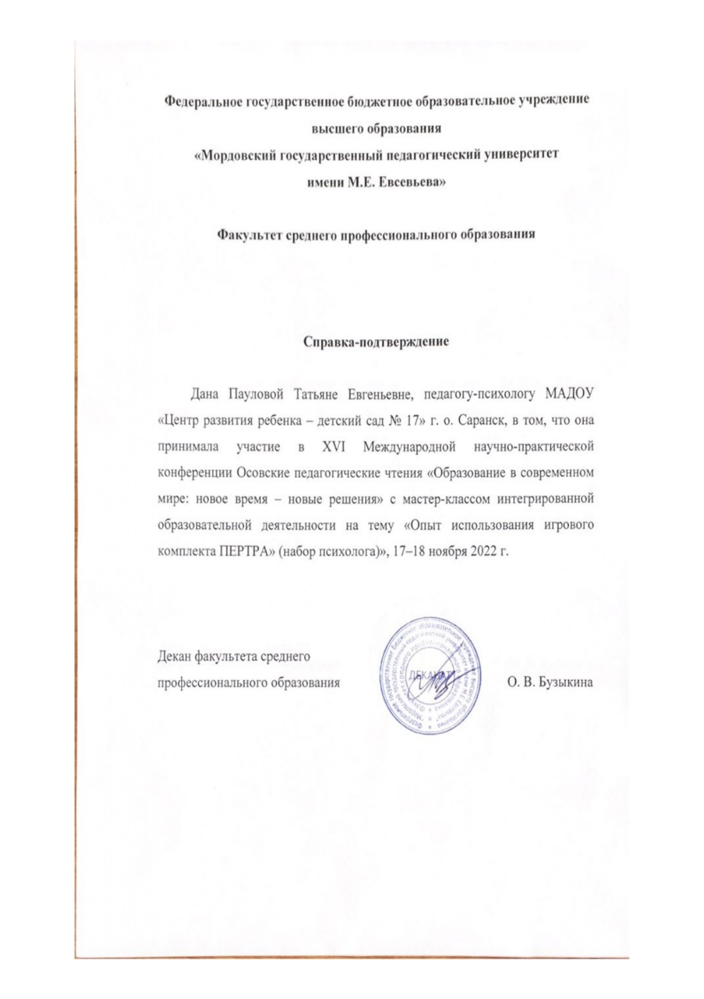 Федеральное государственное бюджетное образовательное учреждение
высшего образования
«Мордовский государственный педагогический университет
имени М.Е. Евсевьева»
Факультет среднего профессионального образования
Справка-подтверждение
Дана Пауловой Татьяне Евгеньевне, педагогу-психологу МАДОУ
«Центр развития ребенка – детский сад № 17» г. о. Саранск, в том, что она
принимала участие в XVI Международной научно-практической
конференции Осовские педагогические чтения «Образование в современном
мире: новое время – новые решения» с мастер-классом интегрированной
образовательной деятельности на тему «Опыт использования игрового
комплекта ПЕРТРА» (набор психолога)», 17–18 ноября 2022 г.
Декан факультета среднего
профессионального образования
ДЕКАНАТ
О. В. Бузыкина